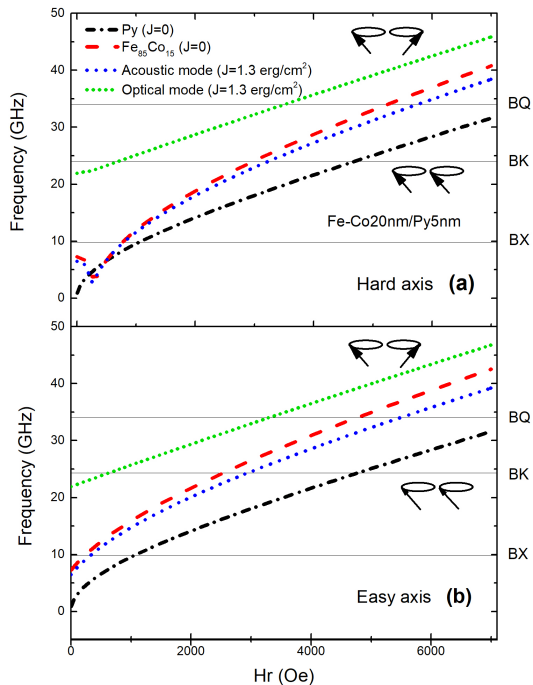 (a)
Py (J=0)
Fe85Co15 (J=0)
Acoustic mode (J=1.3 erg/cm²)
Optical mode (J=1.3 erg/cm²)
50
40
30
20
10
0
Frequency (GHz)
BQ
BK
BX
Fe-Co20nm/Py5nm
Hard axis (a)
(b)
50
40
30
20
10
0
Frequency (GHz)
BQ
BK
BX
Easy axis (b)
0 2000 4000 6000
Hr (Oe)